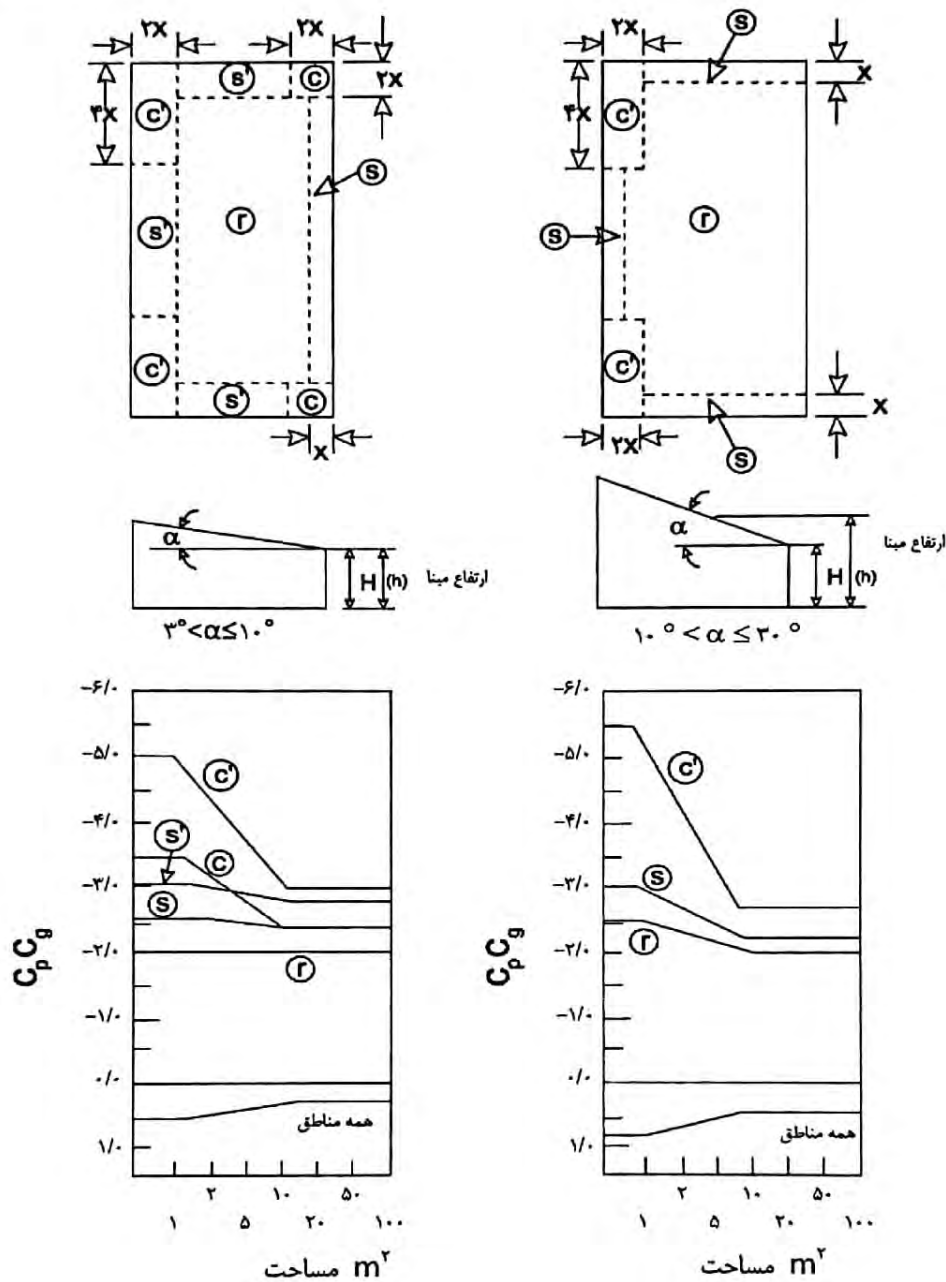 ۲X ۲X
s' c ۲X
۴X c'
s
s' r
c' s' c
X
α H (h) ارتفاع مبنا
۳°<α≤۱۰°
-۶/۰
-۵/۰
c'
-۴/۰
s' c
-۳/۰
s
-۲/۰
r
CpCg
-۱/۰
۰/۰
همه مناطق
۱/۰
۲ ۱۰ ۵۰
۱ ۵ ۲۰ ۱۰۰
مساحت m²
s
۲X X
۴X c'
s r
c'
X
۲X s
α H (h) ارتفاع مبنا
۱۰° < α ≤ ۳۰°
-۶/۰
-۵/۰
c'
-۴/۰
-۳/۰ s
r
-۲/۰
CpCg
-۱/۰
۰/۰
همه مناطق
۱/۰
۲ ۱۰ ۵۰
۱ ۵ ۲۰ ۱۰۰
مساحت m²